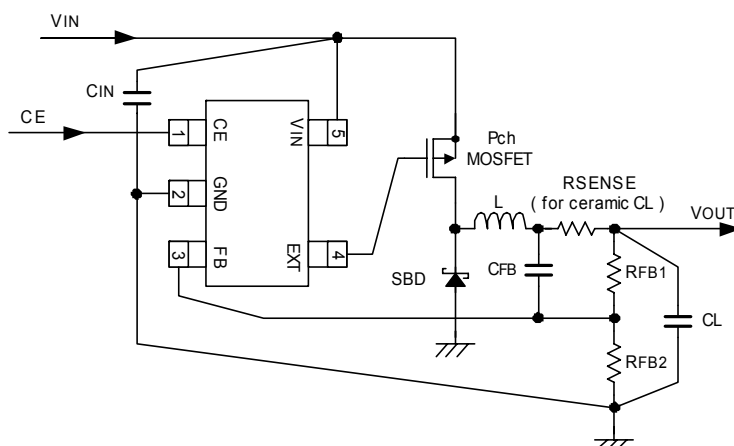 VIN
CIN
CE
1
CE
VIN
5
2
GND
3
FB
EXT
4
Pch
MOSFET
RSENSE
( for ceramic CL )
L
VOUT
SBD
CFB
RFB1
CL
RFB2